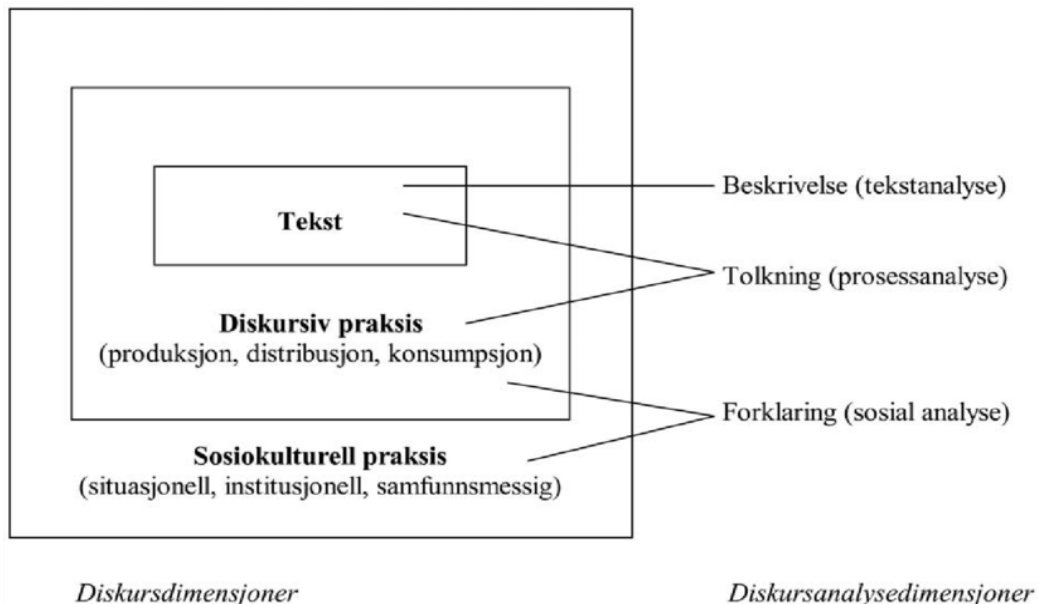 Tekst
Diskursiv praksis
(produksjon, distribusjon, konsumpsjon)
Sosiokulturell praksis
(situasjonell, institusjonell, samfunnsmessig)
Beskrivelse (tekstanalyse)
Tolkning (prosessanalyse)
Forklaring (sosial analyse)
Diskursdimensjoner
Diskursanalysedimensjoner